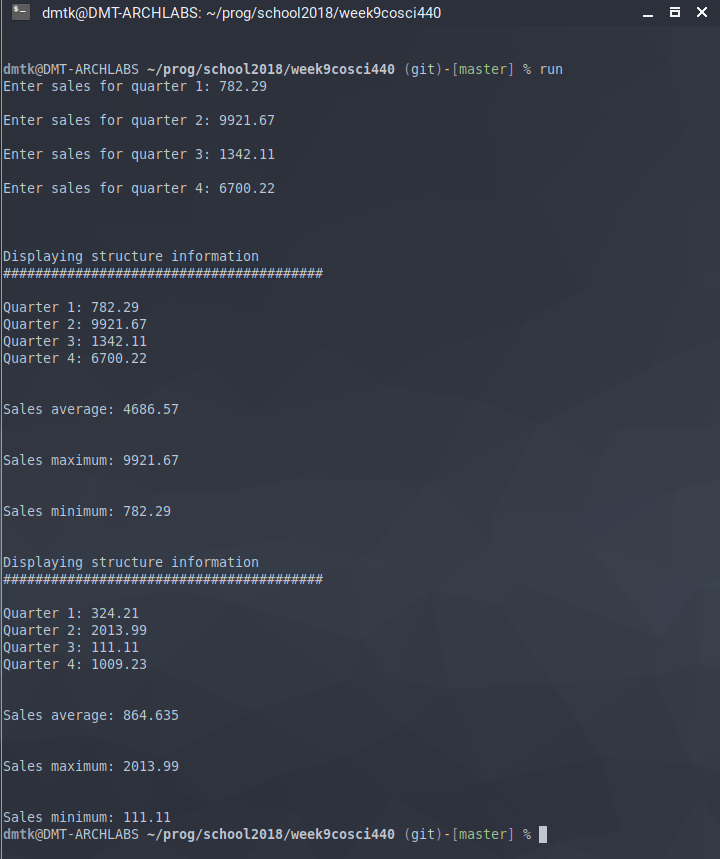 $_
dmtk@DMT-ARCHLABS: ~/prog/school2018/week9cosci440
dmtk@DMT-ARCHLABS ~/prog/school2018/week9cosci440 (git)-[master] % run
Enter sales for quarter 1: 782.29
Enter sales for quarter 2: 9921.67
Enter sales for quarter 3: 1342.11
Enter sales for quarter 4: 6700.22
Displaying structure information
########################################
Quarter 1: 782.29
Quarter 2: 9921.67
Quarter 3: 1342.11
Quarter 4: 6700.22
Sales average: 4686.57
Sales maximum: 9921.67
Sales minimum: 782.29
Displaying structure information
########################################
Quarter 1: 324.21
Quarter 2: 2013.99
Quarter 3: 111.11
Quarter 4: 1009.23
Sales average: 864.635
Sales maximum: 2013.99
Sales minimum: 111.11
dmtk@DMT-ARCHLABS ~/prog/school2018/week9cosci440 (git)-[master] %